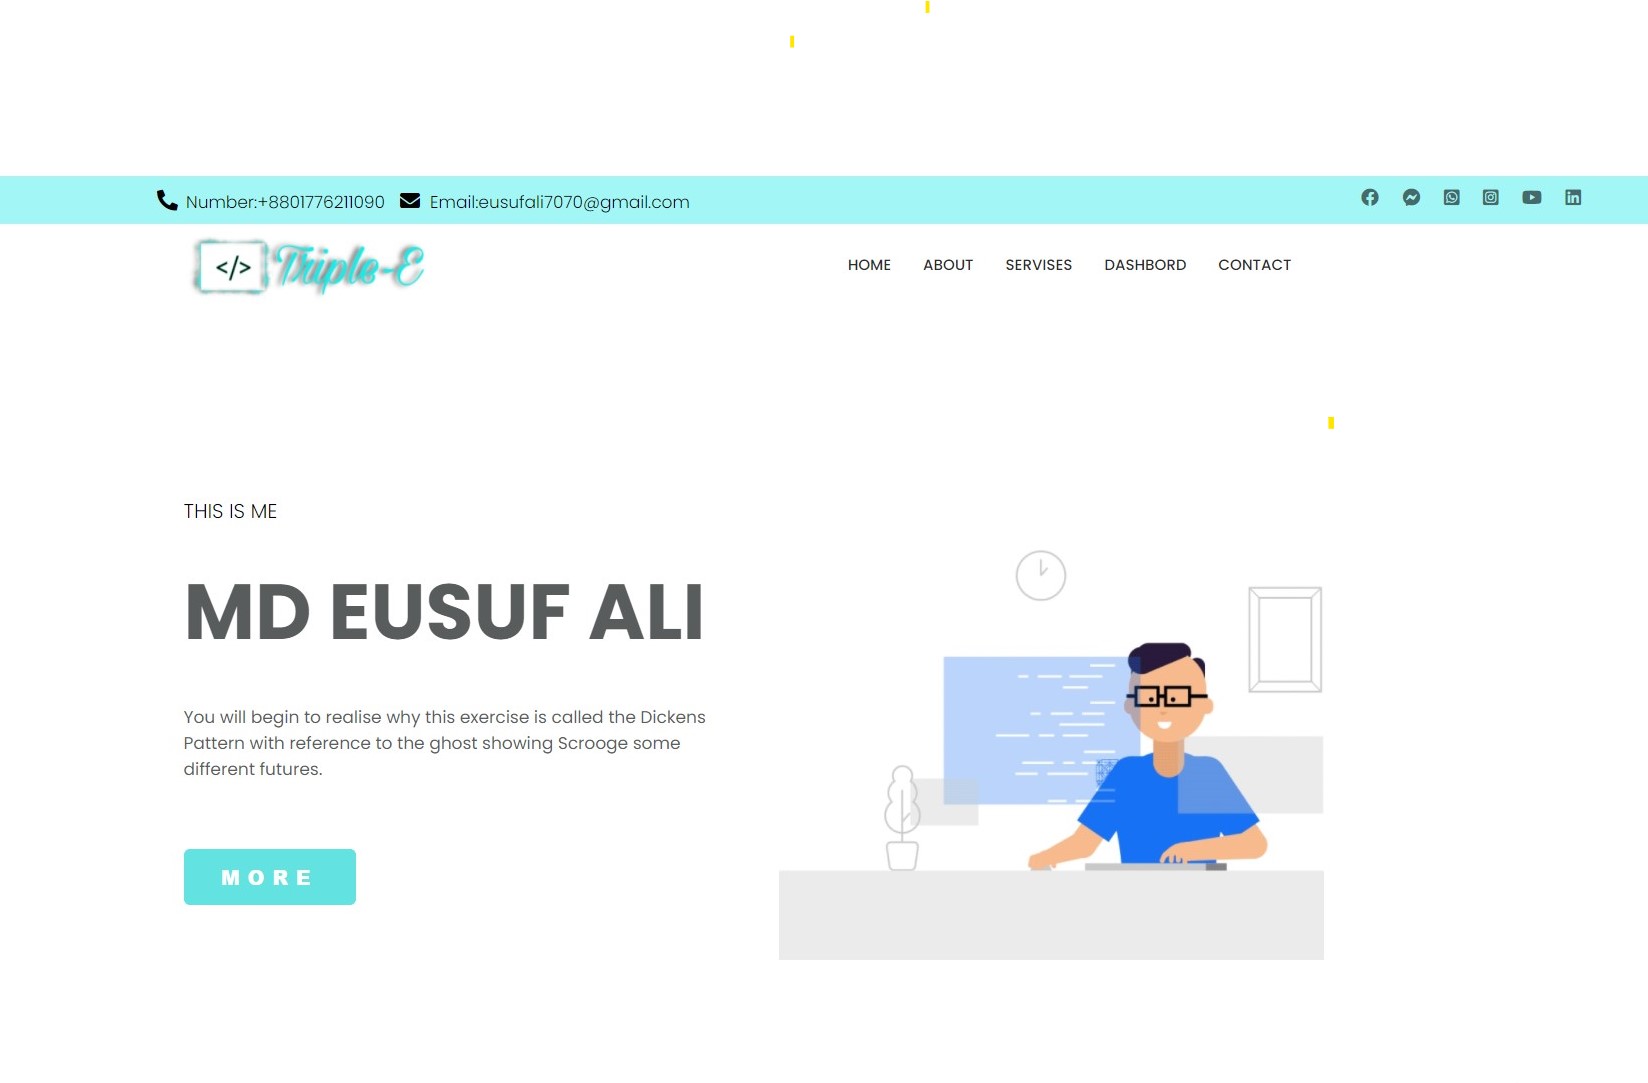 Number:+8801776211090 Email:eusufali7070@gmail.com
</> Triple-E
HOME ABOUT SERVISES DASHBORD CONTACT
THIS IS ME
MD EUSUF ALI
You will begin to realise why this exercise is called the Dickens
Pattern with reference to the ghost showing Scrooge some
different futures.
MORE